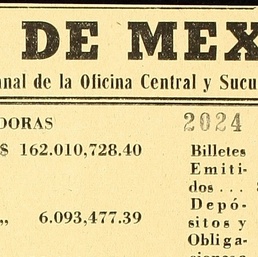 DE MEX
nal de la Oficina Central y Sucu
DORAS 2024
$ 162.010,728.40 Billetes
Emiti-
dos ...
„ 6.093,477.39 Depó-
sitos y
Obliga-